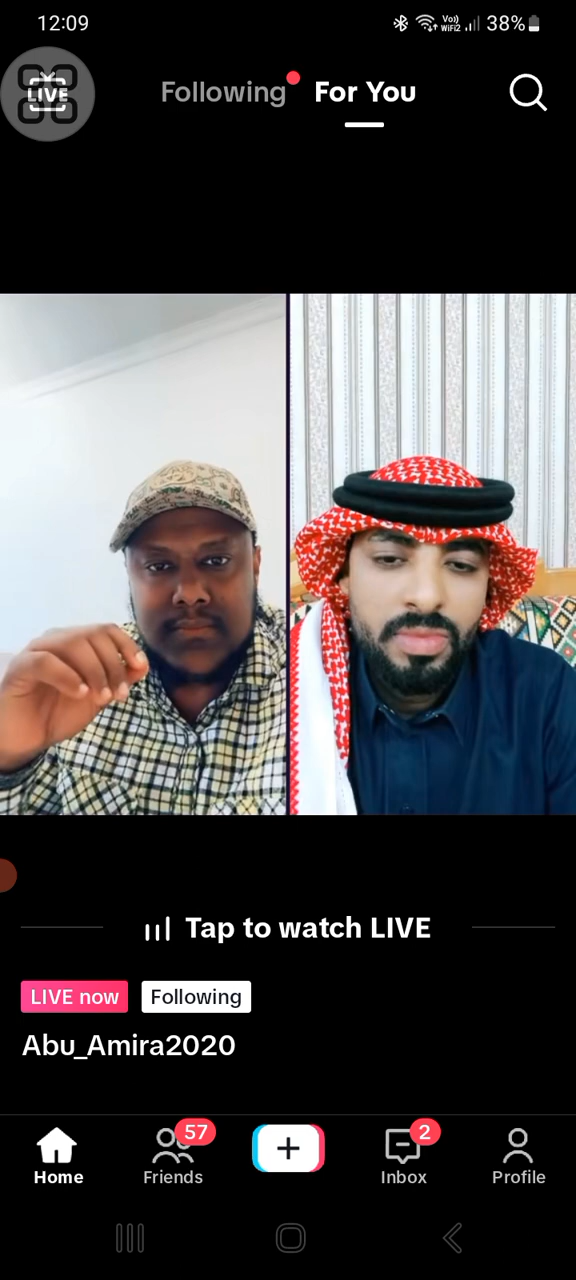 12:09
Vo))
WiFi2
38%
LIVE
Following
For You
Tap to watch LIVE
LIVE now
Following
Abu_Amira2020
57
2
Home
Friends
Inbox
Profile